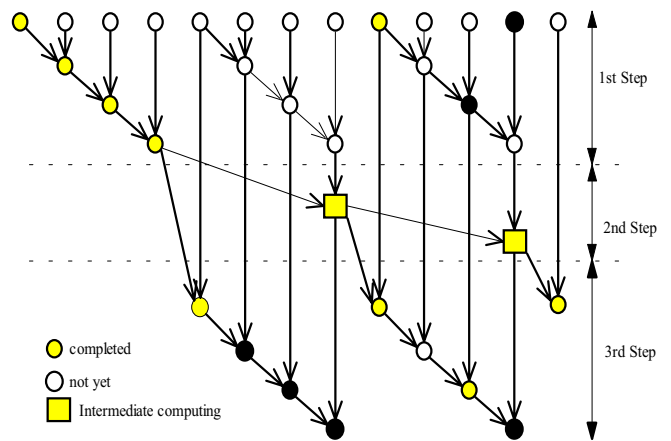 1st Step
2nd Step
3rd Step
completed
not yet
Intermediate computing